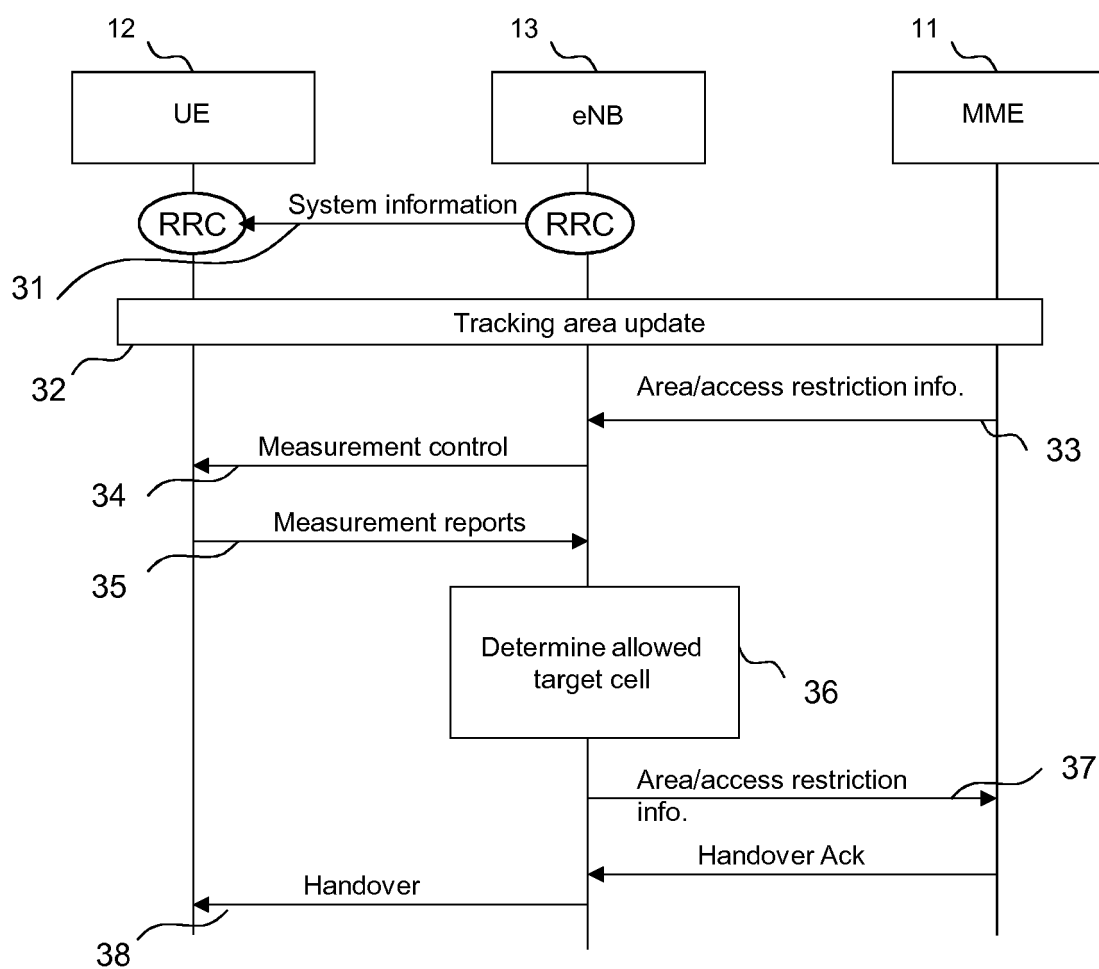 12
13
11
UE
eNB
MME
System information
RRC
RRC
31
Tracking area update
32
Area/access restriction info.
33
Measurement control
34
Measurement reports
35
Determine allowed
target cell
36
Area/access restriction
info.
37
Handover Ack
Handover
38